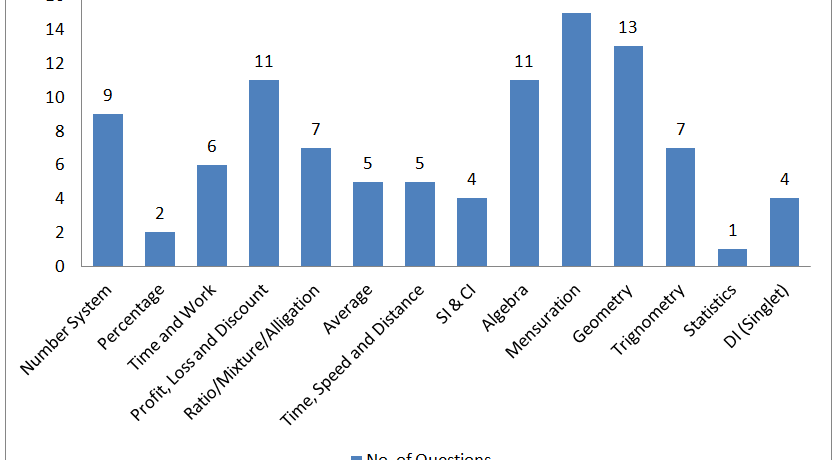 14
12
10
8
6
4
2
0
9
2
6
11
7
5
5
4
11
13
7
1
4
Number System
Percentage
Time and Work
Profit, Loss and Discount
Ratio/Mixture/Alligation
Average
Time, Speed and Distance
SI & CI
Algebra
Mensuration
Geometry
Trignometry
Statistics
DI (Singlet)
No. of Questions